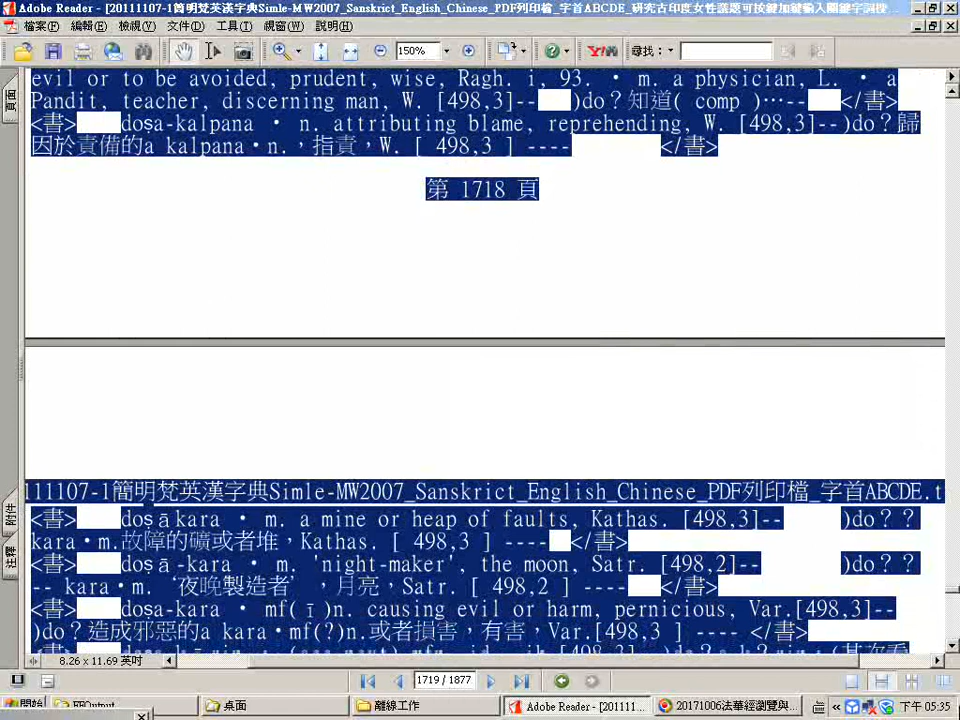 Adobe Reader - [20111107-1簡明梵英漢字典Simle-MW2007_Sanskrict_English_Chinese_PDF列印檔_字首ABCDE_研究古印度女性議題可按鍵加鍵輸入關鍵字詞搜
檔案(F) 編輯(E) 檢視(V) 文件(D) 工具(T) 視窗(W) 說明(H)
150% Y! 尋找：
頁面
evil or to be avoided, prudent, wise, Ragh. i, 93. • m. a physician, L. • a
Pandit, teacher, discerning man, W. [498,3]-- )do？知道( comp )…-- </書>
<書> doṣa-kalpana • n. attributing blame, reprehending, W. [498,3]--)do？歸
因於責備的a kalpana•n.，指責，W. [ 498,3 ] ---- </書>
第 1718 頁
111107-1簡明梵英漢字典Simle-MW2007_Sanskrict_English_Chinese_PDF列印檔_字首ABCDE.t
附件
<書> doṣākara • m. a mine or heap of faults, Kathas. [498,3]-- )do？？
kara•m.故障的礦或者堆，Kathas. [ 498,3 ] ---- </書>
注釋
<書> doṣā-kara • m. 'night-maker', the moon, Satr. [498,2]-- )do？？
-- kara•m.‘夜晚製造者’，月亮，Satr. [ 498,2 ] ---- </書>
<書> doṣa-kara • mf(ī)n. causing evil or harm, pernicious, Var.[498,3]--
)do？造成邪惡的a kara•mf(?)n.或者損害，有害，Var.[498,3 ] ---- </書>
8.26 x 11.69 英吋
1719 / 1877
開始 FFOutput 桌面 離線工作 Adobe Reader - [2011... 20171006法華經瀏覽與... 下午 05:35